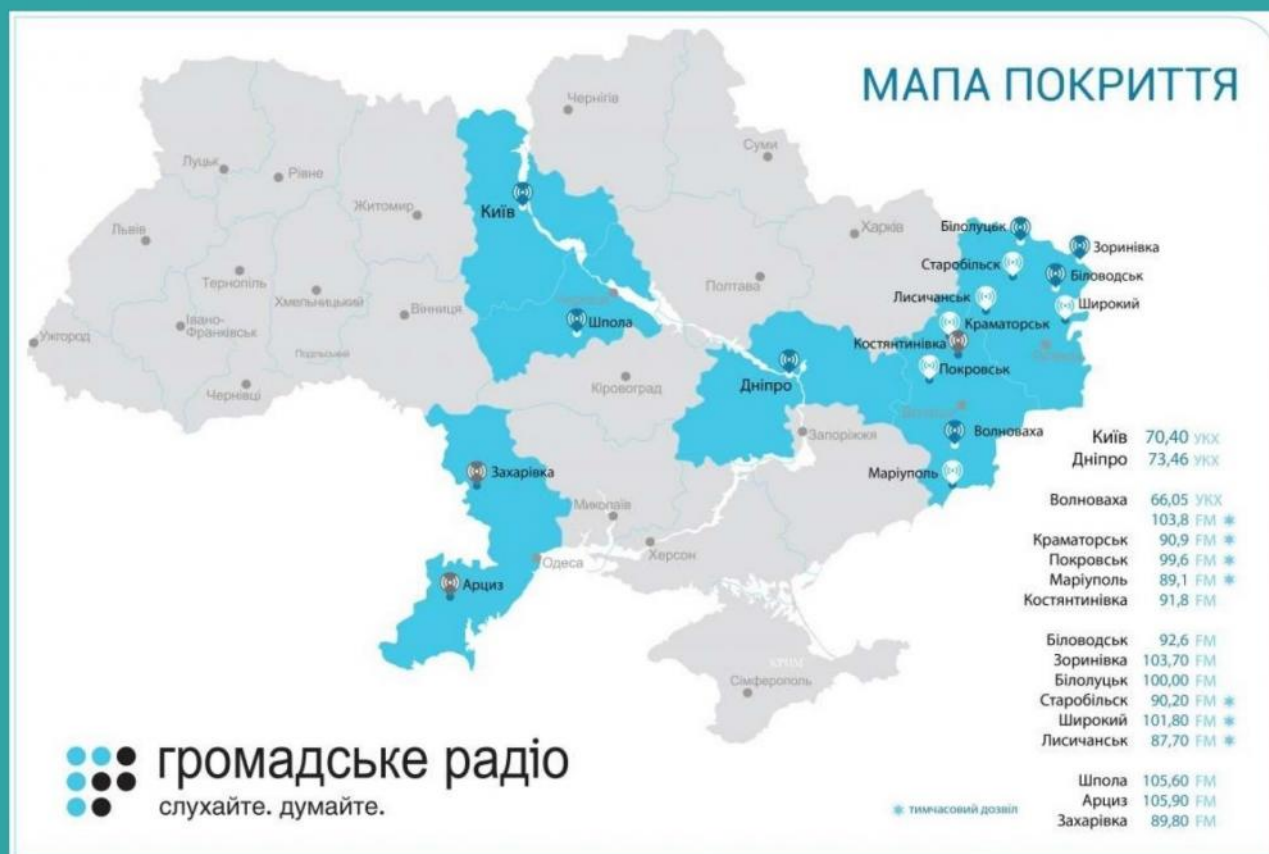 МАПА ПОКРИТТЯ
Чернігів
Суми
Луцьк
Рівне
Київ
Житомир
Львів
Харків
Білолуцьк
Зоринівка
Старобільск
Біловодськ
Тернопіль
Хмельницький
Вінниця
Полтава
Лисичанськ
Широкий
Івано-
Франківськ
Шпола
Краматорськ
Ужгород
Костянтинівка
Покровськ
Чернівці
Кіровоград
Дніпро
Запоріжжя
Волноваха
Захарівка
Маріуполь
Миколаїв
Херсон
Одеса
Арциз
КРИМ
Сімферополь
Київ 70,40 УКХ
Дніпро 73,46 УКХ
Волноваха 66,05 УКХ
103,8 FM *
Краматорськ 90,9 FM *
Покровськ 99,6 FM *
Маріуполь 89,1 FM *
Костянтинівка 91,8 FM
Біловодськ 92,6 FM
Зоринівка 103,70 FM
Білолуцьк 100,00 FM
Старобільск 90,20 FM *
Широкий 101,80 FM *
Лисичанськ 87,70 FM *
Шпола 105,60 FM
Арциз 105,90 FM
Захарівка 89,80 FM
* тимчасовий дозвіл
громадське радіо
слухайте. думайте.